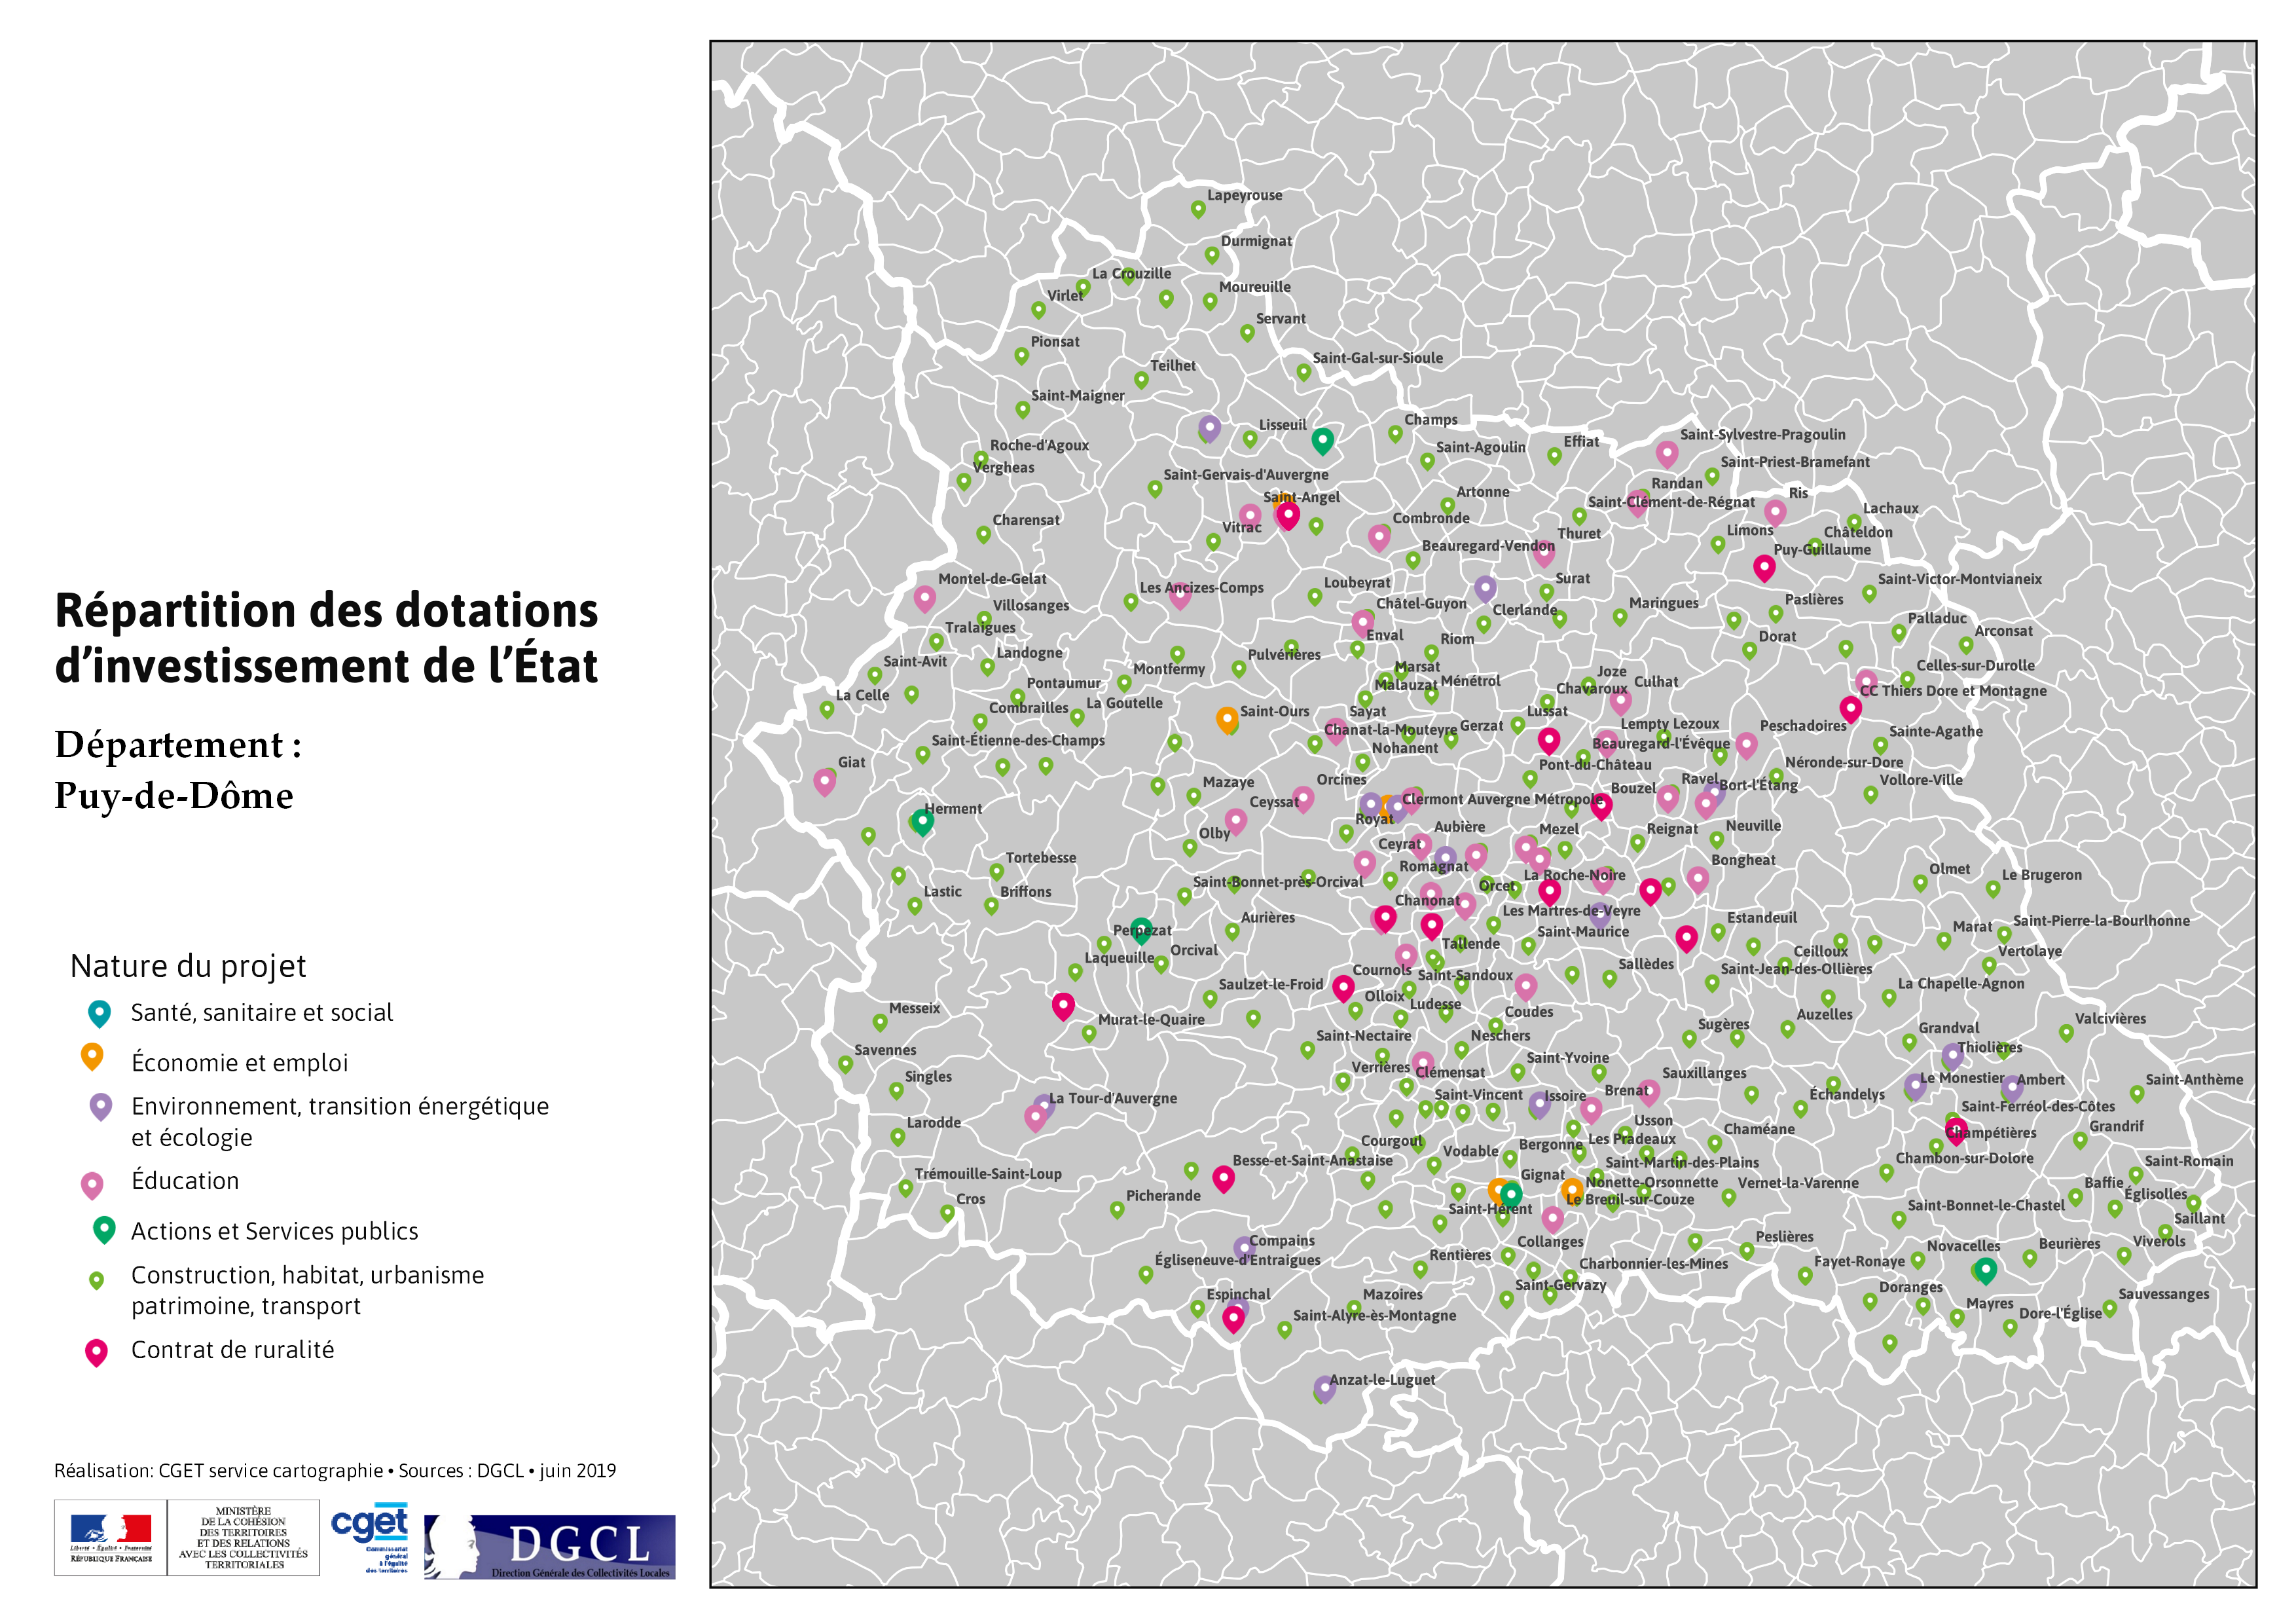 Répartition des dotations
d'investissement de l'État
Département :
Puy-de-Dôme
Nature du projet
Santé, sanitaire et social
Économie et emploi
Environnement, transition énergétique
et écologie
Éducation
Actions et Services publics
Construction, habitat, urbanisme
patrimoine, transport
Contrat de ruralité
Réalisation: CGET service cartographie • Sources : DGCL • juin 2019
Liberté • Égalité • Fraternité
RÉPUBLIQUE FRANÇAISE
MINISTÈRE
DE LA COHÉSION
DES TERRITOIRES
ET DES RELATIONS
AVEC LES COLLECTIVITÉS
TERRITORIALES
cget
Commissariat
général
à l'égalité
des territoires
DGCL
Direction Générale des Collectivités Locales
Lapeyrouse
Durmignat
La Crouzille
Moureuille
Virlet
Servant
Pionsat
Saint-Gal-sur-Sioule
Teilhet
Saint-Maigner
Lisseuil
Champs
Saint-Sylvestre-Pragoulin
Roche-d'Agoux
Saint-Agoulin
Effiat
Vergheas
Saint-Priest-Bramefant
Saint-Gervais-d'Auvergne
Randan
Saint-Angel
Artonne
Saint-Clément-de-Régnat
Ris
Lachaux
Charensat
Vitrac
Combronde
Thuret
Limons
Châteldon
Beauregard-Vendon
Puy-Guillaume
Montel-de-Gelat
Les Ancizes-Comps
Loubeyrat
Surat
Saint-Victor-Montvianeix
Villosanges
Châtel-Guyon
Clerlande
Maringues
Paslières
Tralaigues
Enval
Riom
Palladuc
Arconsat
Dorat
Saint-Avit
Landogne
Montfermy
Pulvérières
Marsat
Joze
Celles-sur-Durolle
La Celle
Pontaumur
Malauzat
Ménétrol
Chavaroux
Culhat
CC Thiers Dore et Montagne
Combrailles
La Goutelle
Saint-Ours
Sayat
Lussat
Saint-Étienne-des-Champs
Chanat-la-Mouteyre
Gerzat
Lempty
Lezoux
Peschadoires
Sainte-Agathe
Nohanent
Beauregard-l'Évêque
Giat
Pont-du-Château
Néronde-sur-Dore
Mazaye
Orcines
Ravel
Bort-l'Étang
Vollore-Ville
Herment
Ceyssat
Clermont Auvergne Métropole
Bouzel
Olby
Royat
Aubière
Mezel
Reignat
Neuville
Tortebesse
Ceyrat
Romagnat
Bongheat
Lastic
Briffons
Saint-Bonnet-près-Orcival
Orcet
La Roche-Noire
Olmet
Le Brugeron
Aurières
Chanonat
Les Martres-de-Veyre
Estandeuil
Marat
Saint-Pierre-la-Bourlhonne
Perpezat
Tallende
Saint-Maurice
Orcival
Ceilloux
Vertolaye
Laqueuille
Cournols
Saint-Sandoux
Sallèdes
Saint-Jean-des-Ollières
La Chapelle-Agnon
Saulzet-le-Froid
Olloix
Ludesse
Messeix
Murat-le-Quaire
Coudes
Sugères
Auzelles
Valcivières
Grandval
Saint-Nectaire
Neschers
Thiolières
Savennes
Saint-Yvoine
Verrières
Clémensat
Sauxillanges
Singles
Le Monestier
Ambert
Saint-Anthème
La Tour-d'Auvergne
Saint-Vincent
Issoire
Brenat
Échandelys
Saint-Ferréol-des-Côtes
Larodde
Usson
Chaméane
Grandrif
Courgoul
Vodable
Bergonne
Les Pradeaux
Champétières
Besse-et-Saint-Anastaise
Saint-Martin-des-Plains
Chambon-sur-Dolore
Saint-Romain
Trémouille-Saint-Loup
Gignat
Nonette-Orsonnette
Vernet-la-Varenne
Baffie
Cros
Picherande
Le Breuil-sur-Couze
Saint-Bonnet-le-Chastel
Églisolles
Saint-Hérent
Saillant
Compains
Collanges
Peslières
Novacelles
Beurières
Viverols
Égliseneuve-d'Entraigues
Rentières
Charbonnier-les-Mines
Fayet-Ronaye
Espinchal
Mazoires
Saint-Gervazy
Doranges
Mayres
Sauvessanges
Saint-Alyre-ès-Montagne
Dore-l'Église
Anzat-le-Luguet